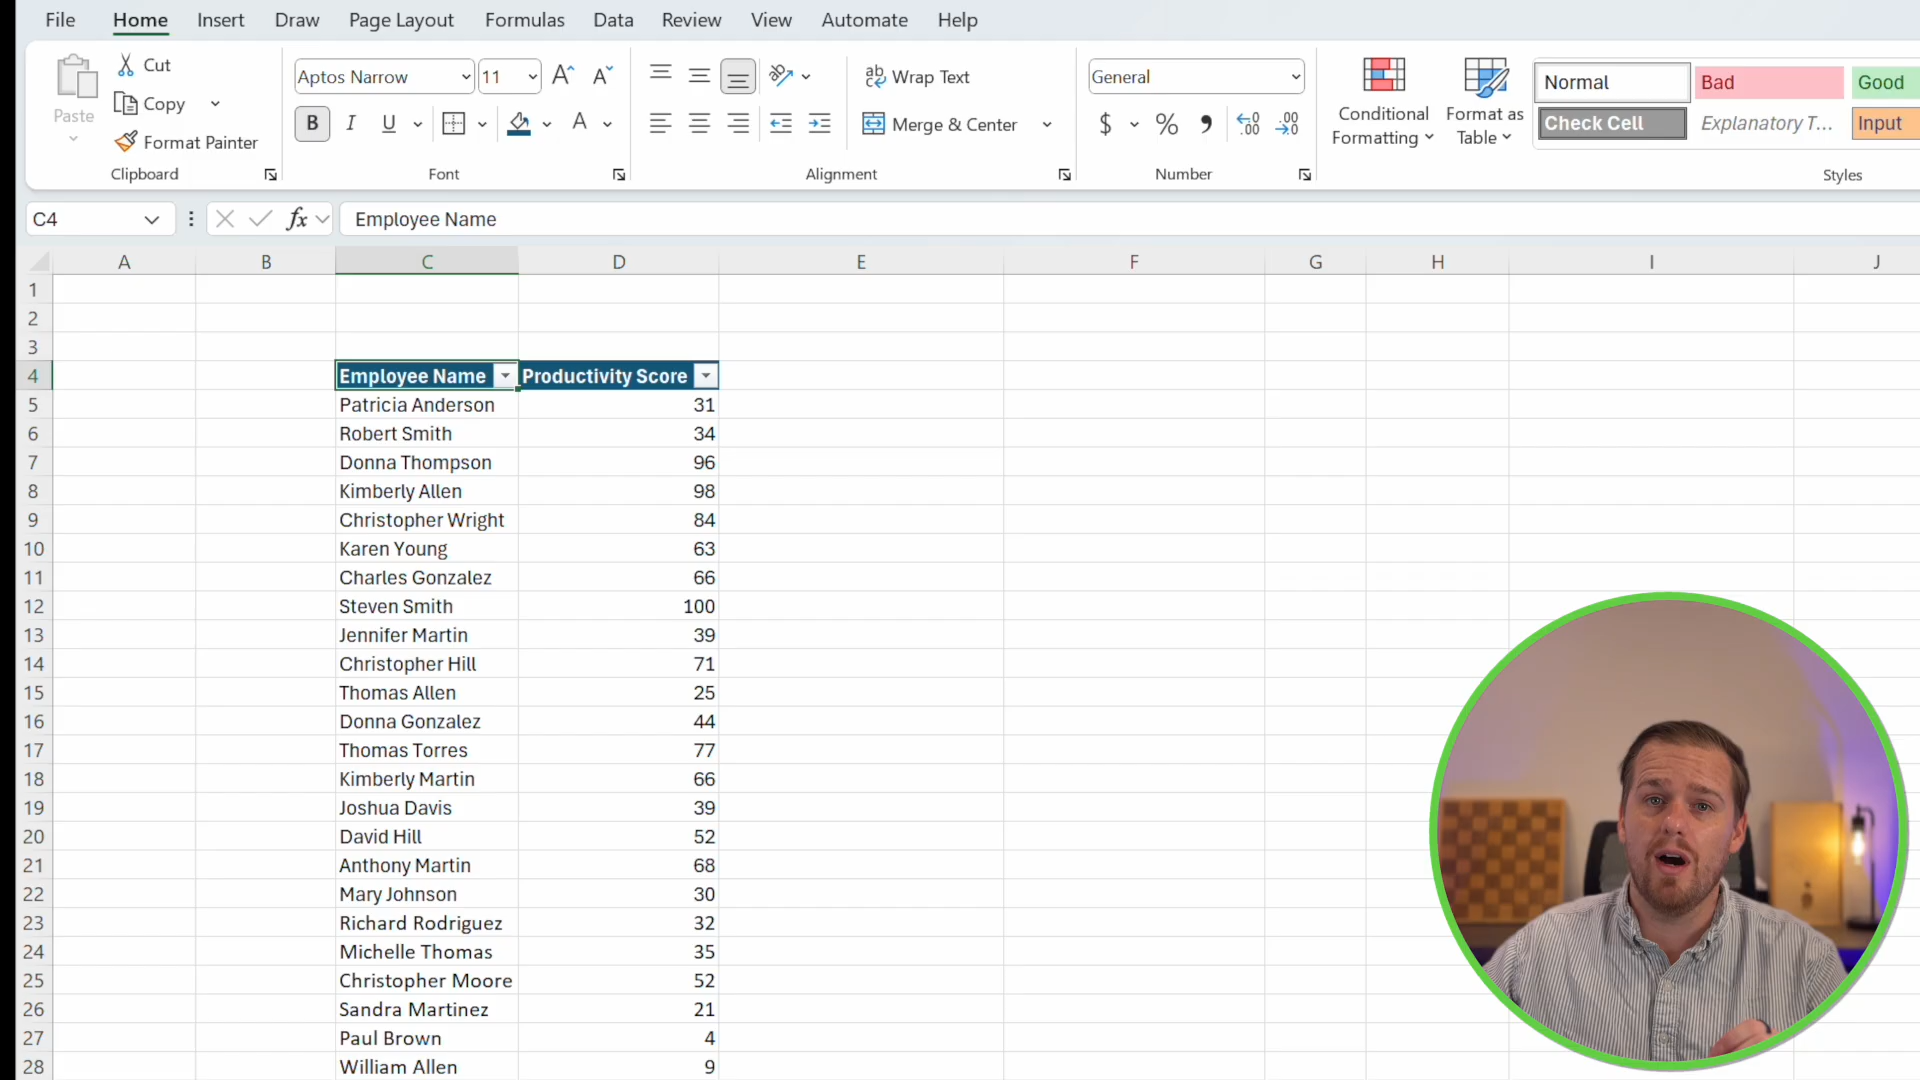 File Home Insert Draw Page Layout Formulas Data Review View Automate Help
Paste
Cut
Copy
Format Painter
Clipboard
Aptos Narrow 11
B I U
Font
Wrap Text
Merge & Center
Alignment
General
$ % 9
Number
Conditional Formatting
Format as Table
Normal Bad Good
Check Cell Explanatory T... Input
Styles
C4 fx Employee Name
A B C D E F G H I J
1
2
3
4 Employee Name Productivity Score
5 Patricia Anderson 31
6 Robert Smith 34
7 Donna Thompson 96
8 Kimberly Allen 98
9 Christopher Wright 84
10 Karen Young 63
11 Charles Gonzalez 66
12 Steven Smith 100
13 Jennifer Martin 39
14 Christopher Hill 71
15 Thomas Allen 25
16 Donna Gonzalez 44
17 Thomas Torres 77
18 Kimberly Martin 66
19 Joshua Davis 39
20 David Hill 52
21 Anthony Martin 68
22 Mary Johnson 30
23 Richard Rodriguez 32
24 Michelle Thomas 35
25 Christopher Moore 52
26 Sandra Martinez 21
27 Paul Brown 4
28 William Allen 9